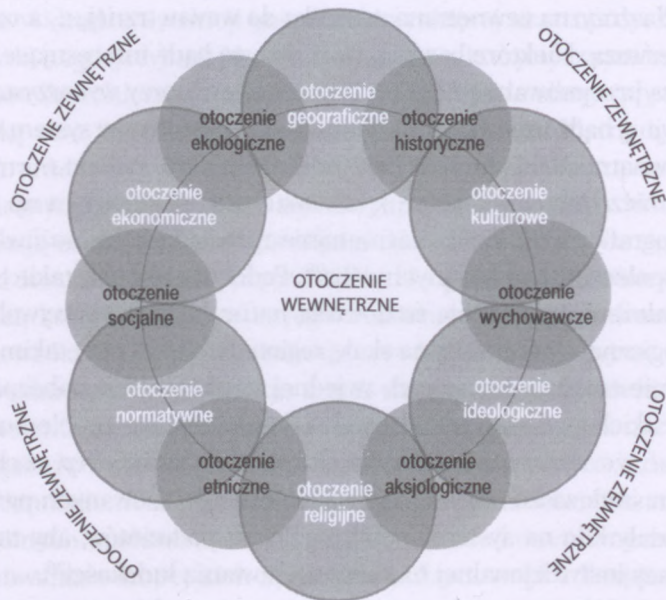 OTOCZENIE ZEWNĘTRZNE
OTOCZENIE ZEWNĘTRZNE
otoczenie
geograficzne
otoczenie
ekologiczne
otoczenie
historyczne
otoczenie
ekonomiczne
otoczenie
kulturowe
OTOCZENIE
WEWNĘTRZNE
otoczenie
socjalne
otoczenie
wychowawcze
otoczenie
normatywne
otoczenie
ideologiczne
otoczenie
etniczne
otoczenie
religijne
otoczenie
aksjologiczne
OTOCZENIE ZEWNĘTRZNE
OTOCZENIE ZEWNĘTRZNE